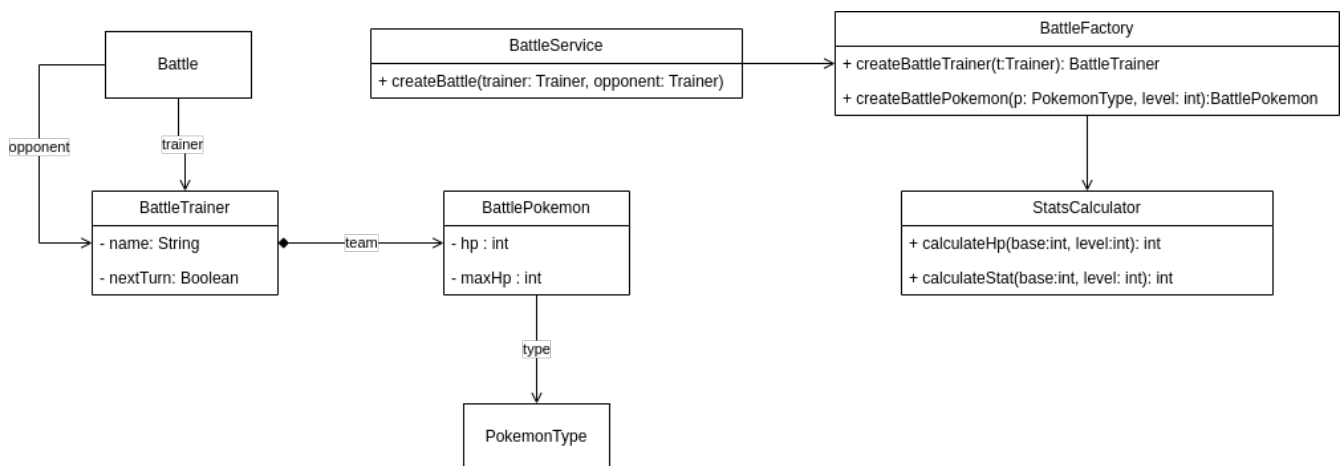 Battle
opponent
trainer
BattleTrainer
- name: String
- nextTurn: Boolean
team
BattlePokemon
- hp : int
- maxHp : int
type
PokemonType
BattleService
+ createBattle(trainer: Trainer, opponent: Trainer)
BattleFactory
+ createBattleTrainer(t:Trainer): BattleTrainer
+ createBattlePokemon(p: PokemonType, level: int):BattlePokemon
StatsCalculator
+ calculateHp(base:int, level:int): int
+ calculateStat(base:int, level: int): int